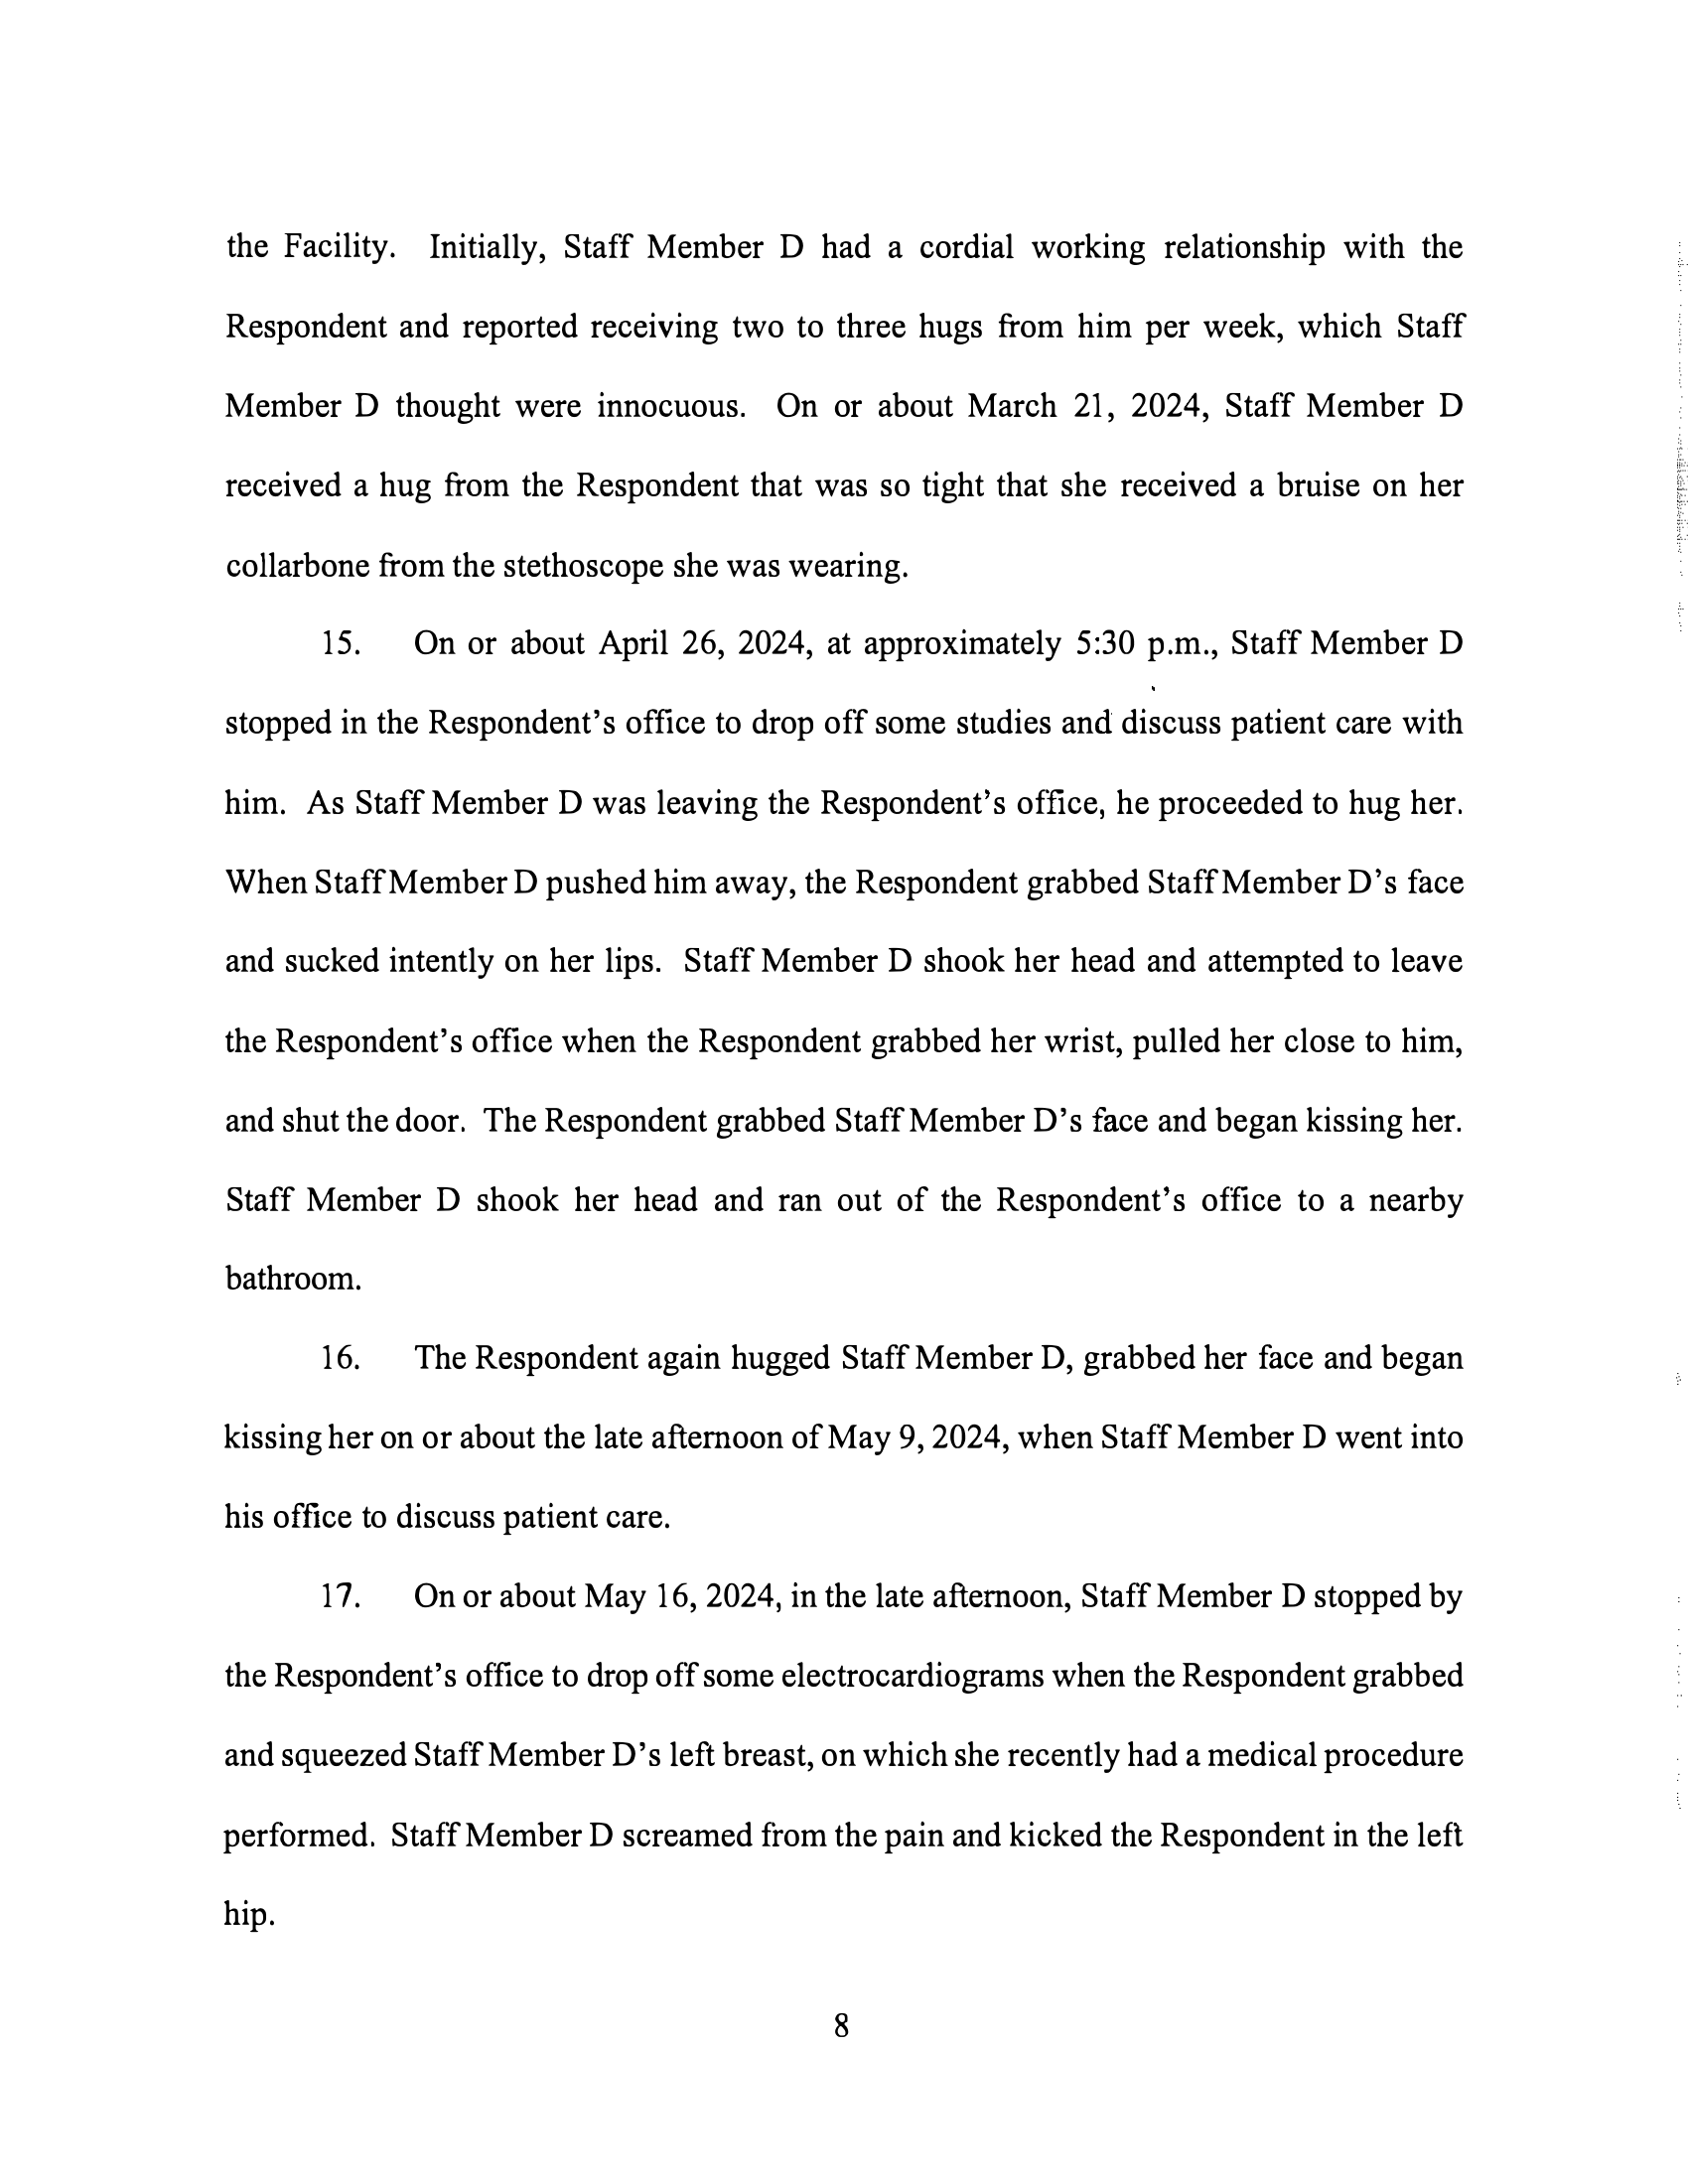 the Facility. Initially, Staff Member D had a cordial working relationship with the
Respondent and reported receiving two to three hugs from him per week, which Staff
Member D thought were innocuous. On or about March 21, 2024, Staff Member D
received a hug from the Respondent that was so tight that she received a bruise on her
collarbone from the stethoscope she was wearing.
15. On or about April 26, 2024, at approximately 5:30 p.m., Staff Member D
stopped in the Respondent's office to drop off some studies and discuss patient care with
him. As Staff Member D was leaving the Respondent's office, he proceeded to hug her.
When Staff Member D pushed him away, the Respondent grabbed Staff Member D's face
and sucked intently on her lips. Staff Member D shook her head and attempted to leave
the Respondent's office when the Respondent grabbed her wrist, pulled her close to him,
and shut the door. The Respondent grabbed Staff Member D's face and began kissing her.
Staff Member D shook her head and ran out of the Respondent's office to a nearby
bathroom.
16. The Respondent again hugged Staff Member D, grabbed her face and began
kissing her on or about the late afternoon of May 9, 2024, when Staff Member D went into
his office to discuss patient care.
17. On or about May 16, 2024, in the late afternoon, Staff Member D stopped by
the Respondent's office to drop off some electrocardiograms when the Respondent grabbed
and squeezed Staff Member D's left breast, on which she recently had a medical procedure
performed. Staff Member D screamed from the pain and kicked the Respondent in the left
hip.
8